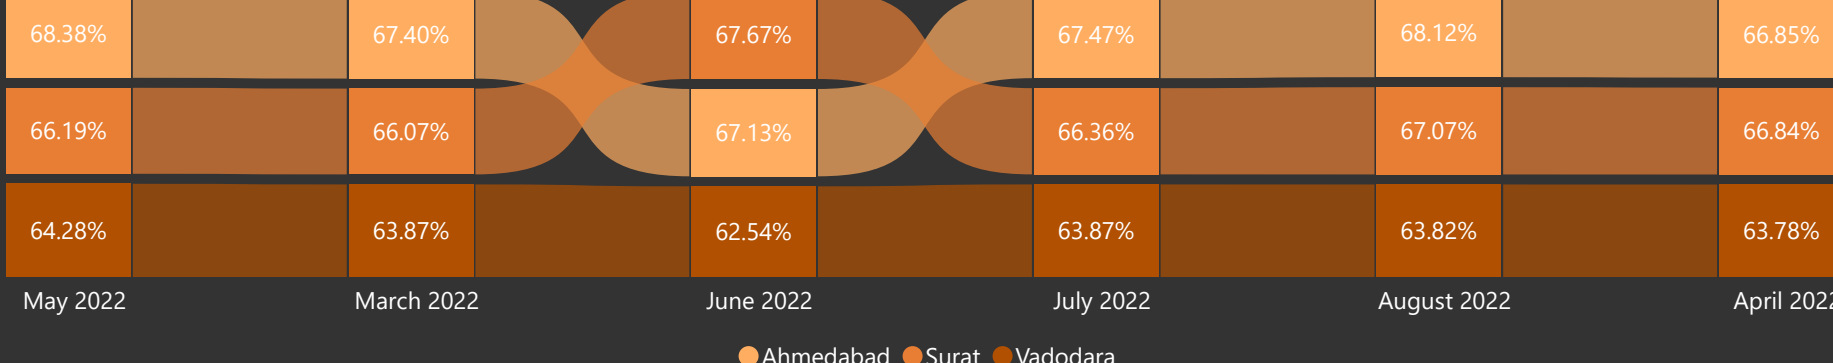 68.38% 67.40% 67.67% 67.47% 68.12% 66.85%
66.19% 66.07% 67.13% 66.36% 67.07% 66.84%
64.28% 63.87% 62.54% 63.87% 63.82% 63.78%
May 2022 March 2022 June 2022 July 2022 August 2022 April 2022
Ahmedabad Surat Vadodara